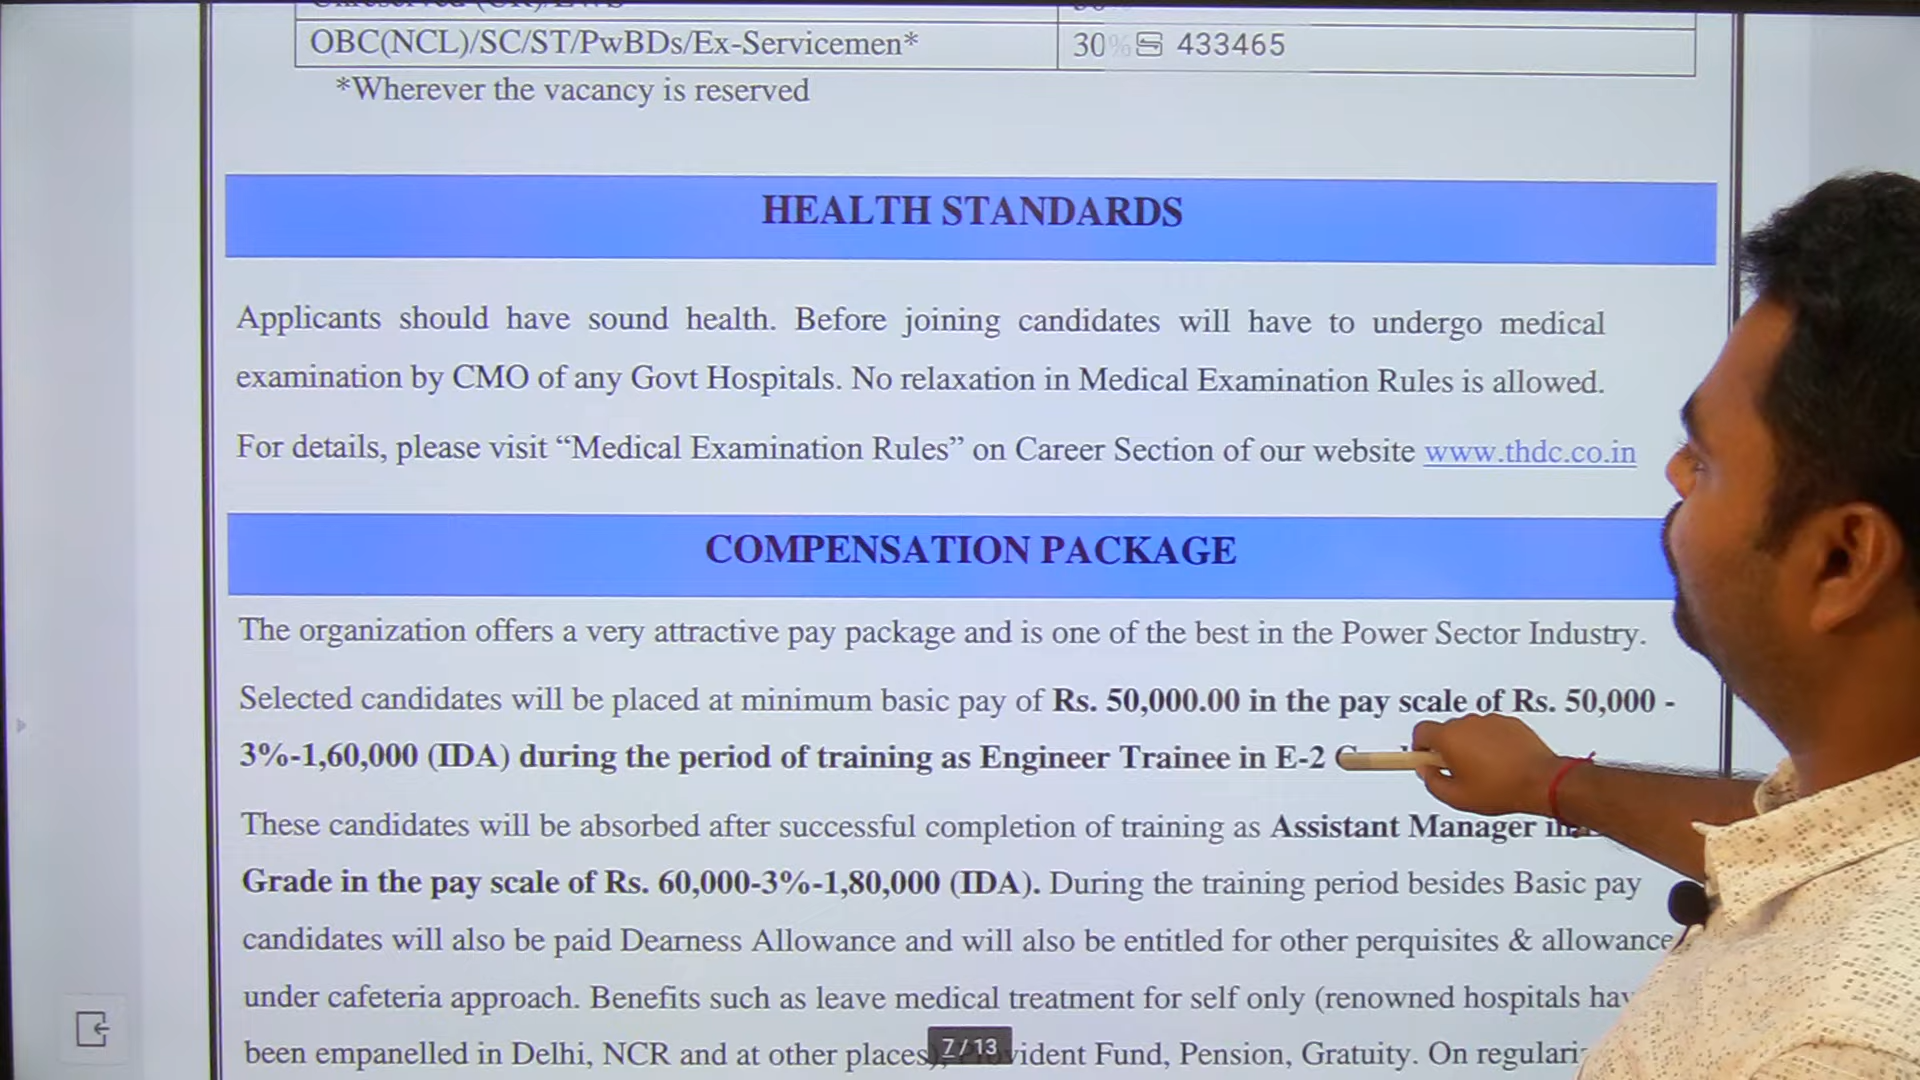 OBC(NCL)/SC/ST/PwBDs/Ex-Servicemen* 30% 433465
*Wherever the vacancy is reserved
HEALTH STANDARDS
Applicants should have sound health. Before joining candidates will have to undergo medical
examination by CMO of any Govt Hospitals. No relaxation in Medical Examination Rules is allowed.
For details, please visit “Medical Examination Rules” on Career Section of our website www.thdc.co.in
COMPENSATION PACKAGE
The organization offers a very attractive pay package and is one of the best in the Power Sector Industry.
Selected candidates will be placed at minimum basic pay of Rs. 50,000.00 in the pay scale of Rs. 50,000 -
3%-1,60,000 (IDA) during the period of training as Engineer Trainee in E-2
These candidates will be absorbed after successful completion of training as Assistant Manager in
Grade in the pay scale of Rs. 60,000-3%-1,80,000 (IDA). During the training period besides Basic pay
candidates will also be paid Dearness Allowance and will also be entitled for other perquisites & allowance
under cafeteria approach. Benefits such as leave medical treatment for self only (renowned hospitals hav
been empanelled in Delhi, NCR and at other places), vident Fund, Pension, Gratuity. On regulari
7/13